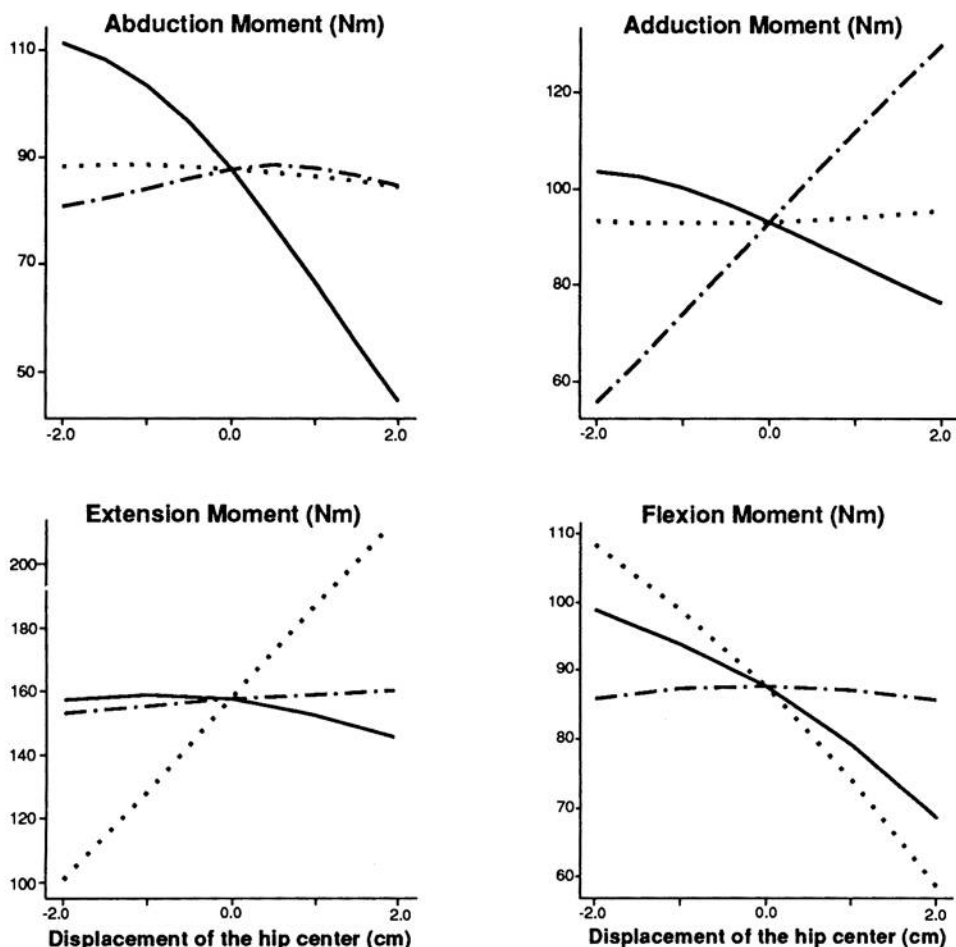 Abduction Moment (Nm)
110
90
70
50
-2.0 0.0 2.0
Adduction Moment (Nm)
120
100
80
60
-2.0 0.0 2.0
Extension Moment (Nm)
200
180
160
140
120
100
-2.0 0.0 2.0
Displacement of the hip center (cm)
Flexion Moment (Nm)
110
100
90
80
70
60
-2.0 0.0 2.0
Displacement of the hip center (cm)